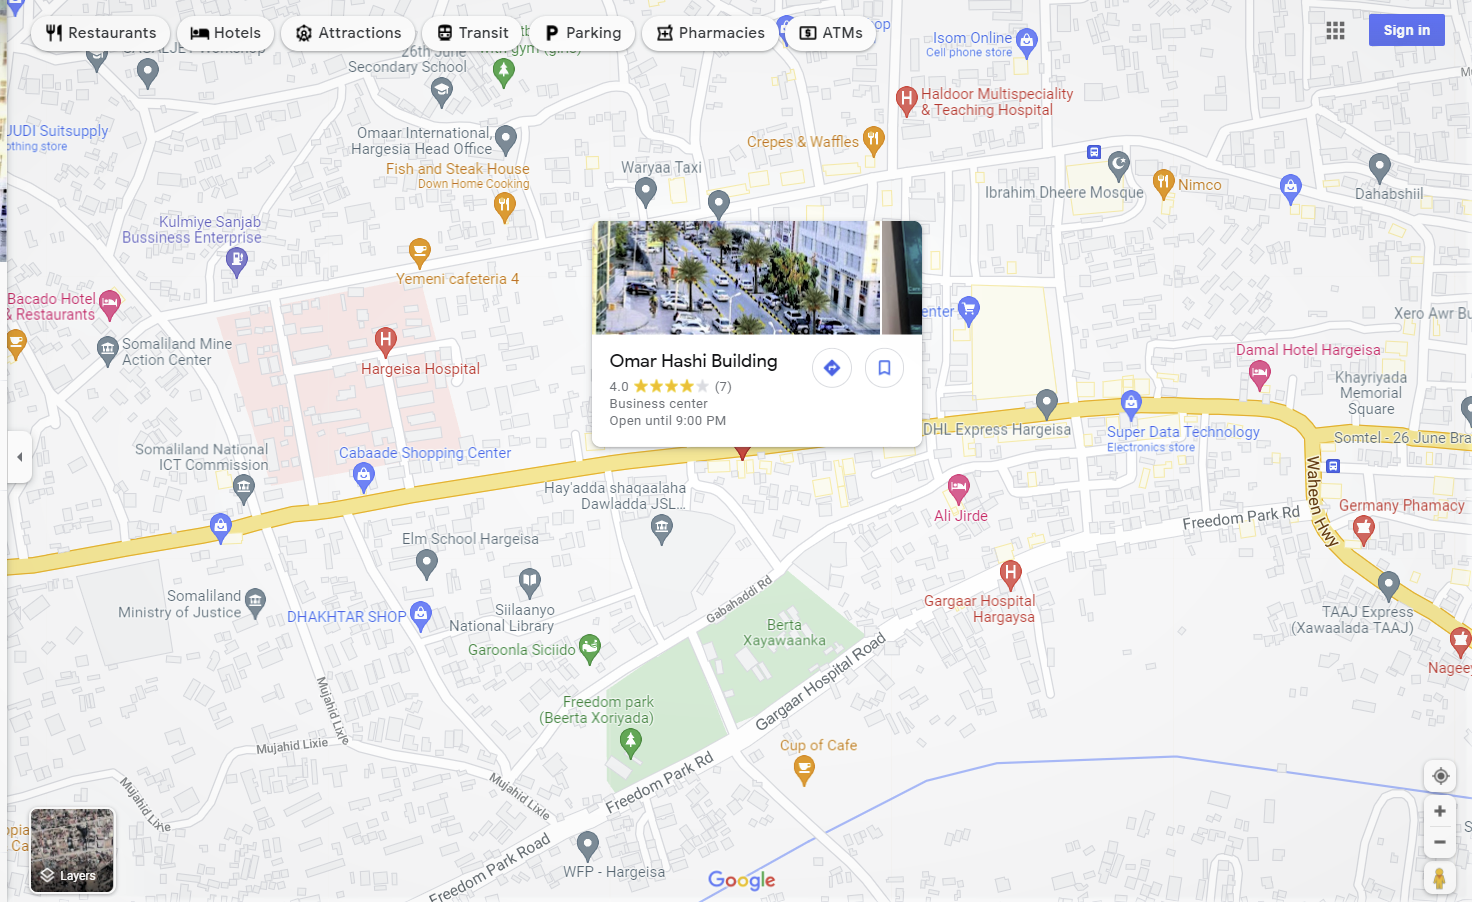 Restaurants
Hotels
Attractions
Transit
Parking
Pharmacies
ATMs
Sign in
26th June
Secondary School
Isom Online
Cell phone store
Haldoor Multispeciality
& Teaching Hospital
JUDI Suitsupply
othing store
Omaar International,
Hargesia Head Office
Crepes & Waffles
Fish and Steak House
Down Home Cooking
Waryaa Taxi
Ibrahim Dheere Mosque
Nimco
Dahabshiil
Kulmiye Sanjab
Bussiness Enterprise
Yemeni cafeteria 4
Bacado Hotel
& Restaurants
Somaliland Mine
Action Center
Hargeisa Hospital
enter
Xero Awr Bu
Damal Hotel Hargeisa
Khayriyada
Memorial
Square
Omar Hashi Building
4.0 (7)
Business center
Open until 9:00 PM
DHL Express Hargeisa
Super Data Technology
Electronics store
Somtel - 26 June Bra
Somaliland National
ICT Commission
Cabaade Shopping Center
Hay'adda shaqaalaha
Dawladda JSL...
Ali Jirde
Waheen Hwy
Germany Phamacy
Freedom Park Rd
Elm School Hargeisa
Somaliland
Ministry of Justice
DHAKHTAR SHOP
Siilaanyo
National Library
Gabahaddi Rd
Gargaar Hospital
Hargaysa
TAAJ Express
(Xawaalada TAAJ)
Berta
Xayawaanka
Garoonla Siciido
Nageey
Gargaar Hospital Road
Freedom park
(Beerta Xoriyada)
Mujahid Lixie
Mujahid Lixie
Cup of Cafe
Freedom Park Rd
Mujahid Lixie
Mujahid Lixie
Freedom Park Road
WFP - Hargeisa
Layers
Google